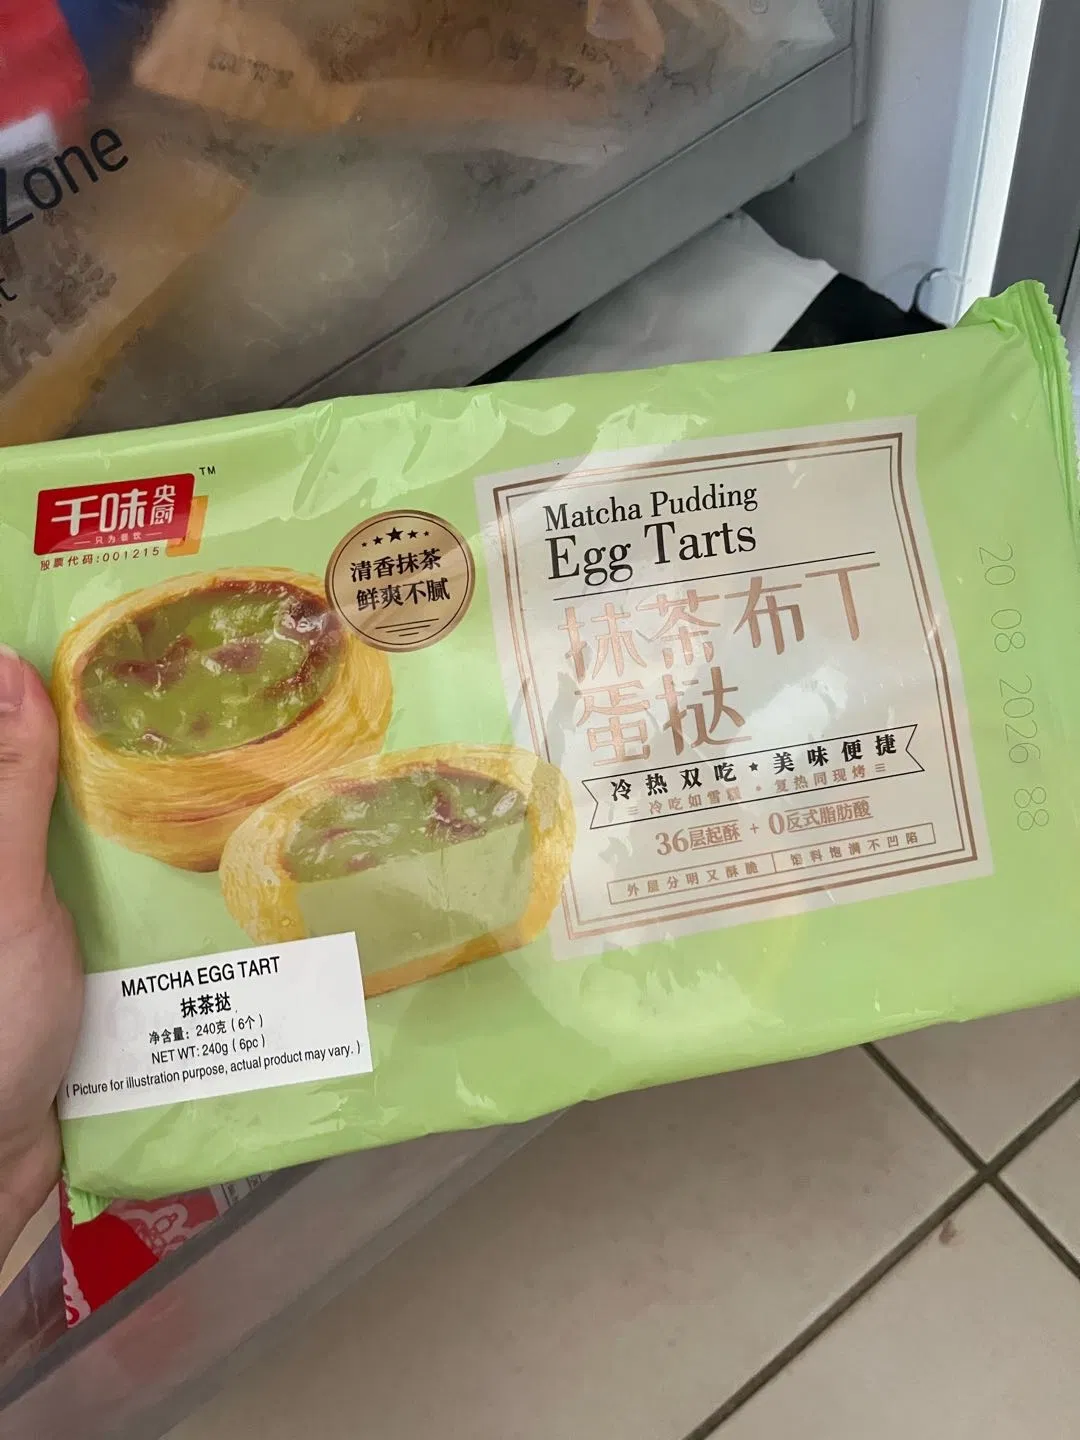 Zone
千味央厨
TM
只为餐饮
股票代码:001215
清香抹茶
鲜爽不腻
Matcha Pudding
Egg Tarts
抹茶布丁
蛋挞
冷热双吃★美味便捷
冷吃如雪糕·复热同现烤
36层起酥+0反式脂肪酸
外层分明又酥脆
馅料饱满不凹陷
20 08 2026 88
MATCHA EGG TART
抹茶挞
净含量：240克（6个）
NET WT: 240g (6pc)
( Picture for illustration purpose, actual product may vary. )